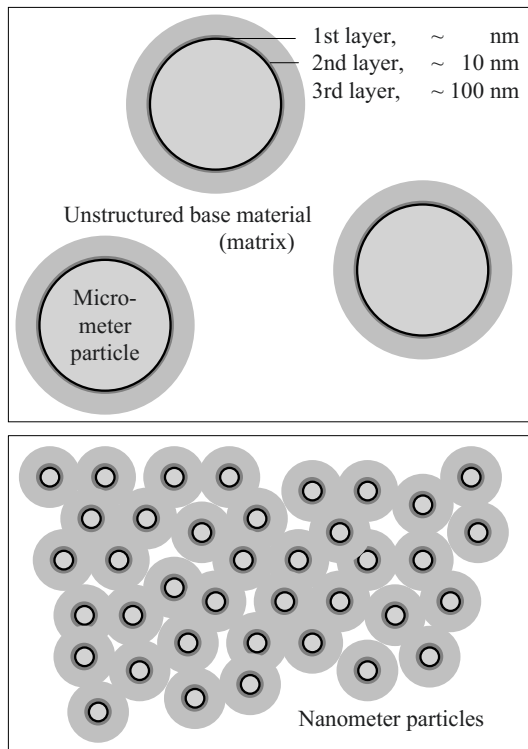 1st layer, ~ nm
2nd layer, ~ 10 nm
3rd layer, ~ 100 nm
Unstructured base material
(matrix)
Micro-
meter
particle
Nanometer particles